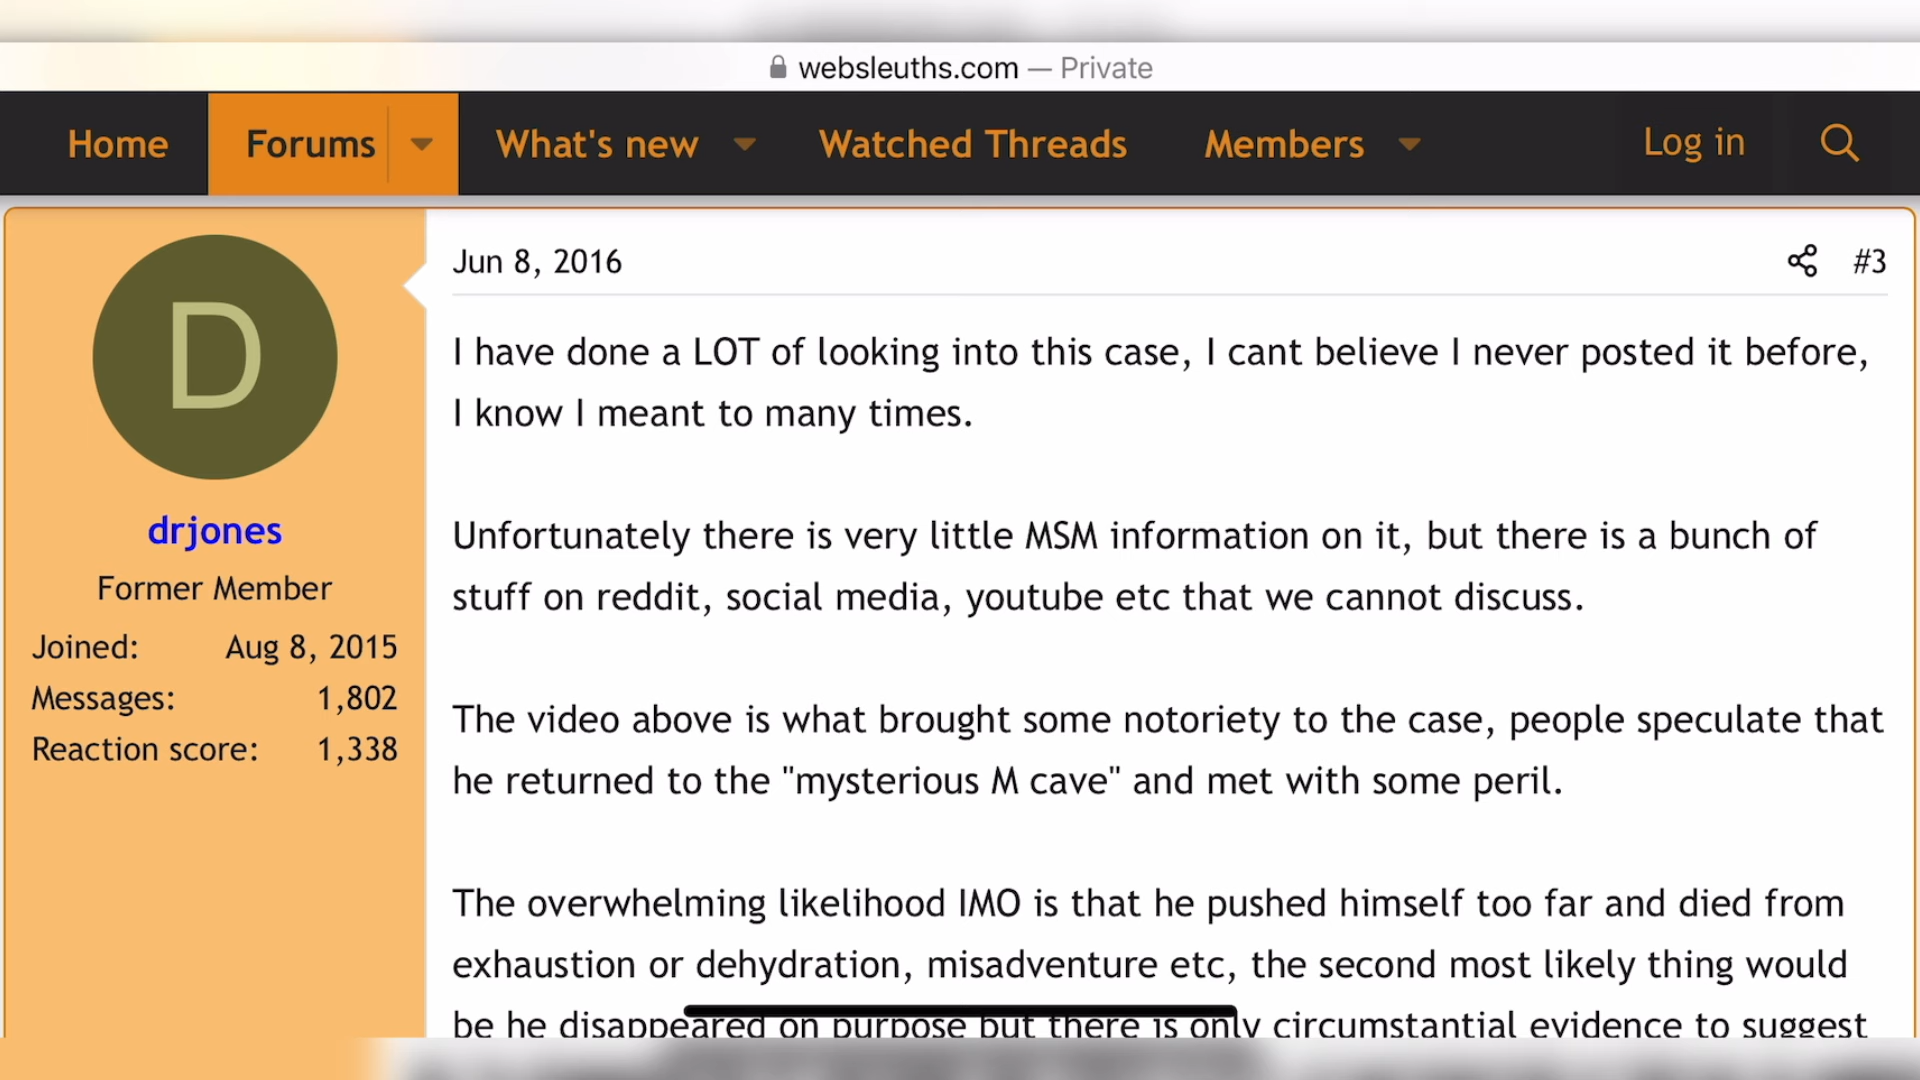 websleuths.com — Private
Home
Forums
What's new
Watched Threads
Members
Log in
D
drjones
Former Member
Joined: Aug 8, 2015
Messages: 1,802
Reaction score: 1,338
Jun 8, 2016
#3
I have done a LOT of looking into this case, I cant believe I never posted it before,
I know I meant to many times.
Unfortunately there is very little MSM information on it, but there is a bunch of
stuff on reddit, social media, youtube etc that we cannot discuss.
The video above is what brought some notoriety to the case, people speculate that
he returned to the "mysterious M cave" and met with some peril.
The overwhelming likelihood IMO is that he pushed himself too far and died from
exhaustion or dehydration, misadventure etc, the second most likely thing would
be he disappeared on purpose but there is only circumstantial evidence to suggest